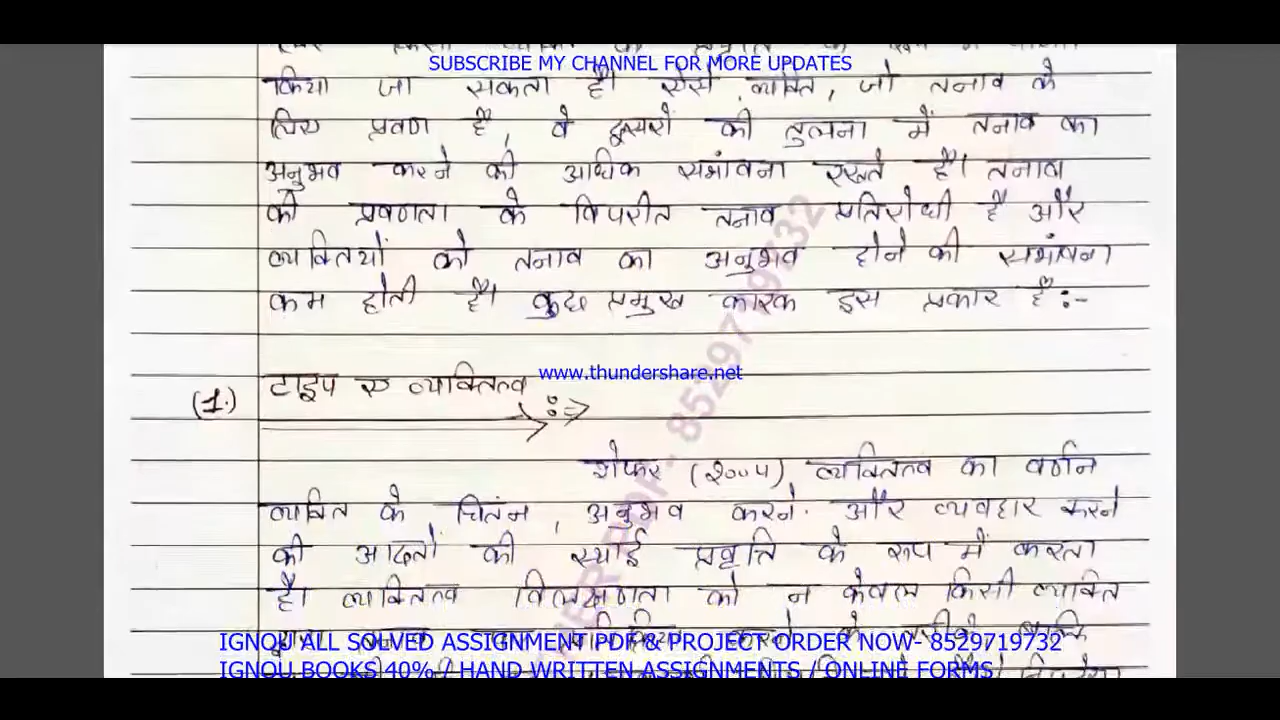 SUBSCRIBE MY CHANNEL FOR MORE UPDATES
किया जा सकता है। ऐसे व्यक्ति, जो तनाव के
लिए प्रवण है, वे दूसरों की तुलना में तनाव का
अनुभव करने की अधिक संभावना रखते है। तनाव
की प्रवणता के विपरीत तनाव प्रतिरोधी है और
व्यक्तियों को तनाव का अनुभव होने की संभावना
कम होती है। कुछ प्रमुख कारक इस प्रकार है:-
www.thundershare.net
(1.) टाइप ए व्यक्तित्व :⇒
शेफर (२००५) व्यक्तित्व का वर्णन
व्यक्ति के चिंतन, अनुभव करने और व्यवहार करने
की आदतों की स्थाई प्रवृत्ति के रूप में करता
है। व्यक्तित्व विलक्षणता को न केवल किसी व्यक्ति
IGNOU ALL SOLVED ASSIGNMENT PDF & PROJECT ORDER NOW- 8529719732
IGNOU BOOKS 40% / HAND WRITTEN ASSIGNMENTS / ONLINE FORMS